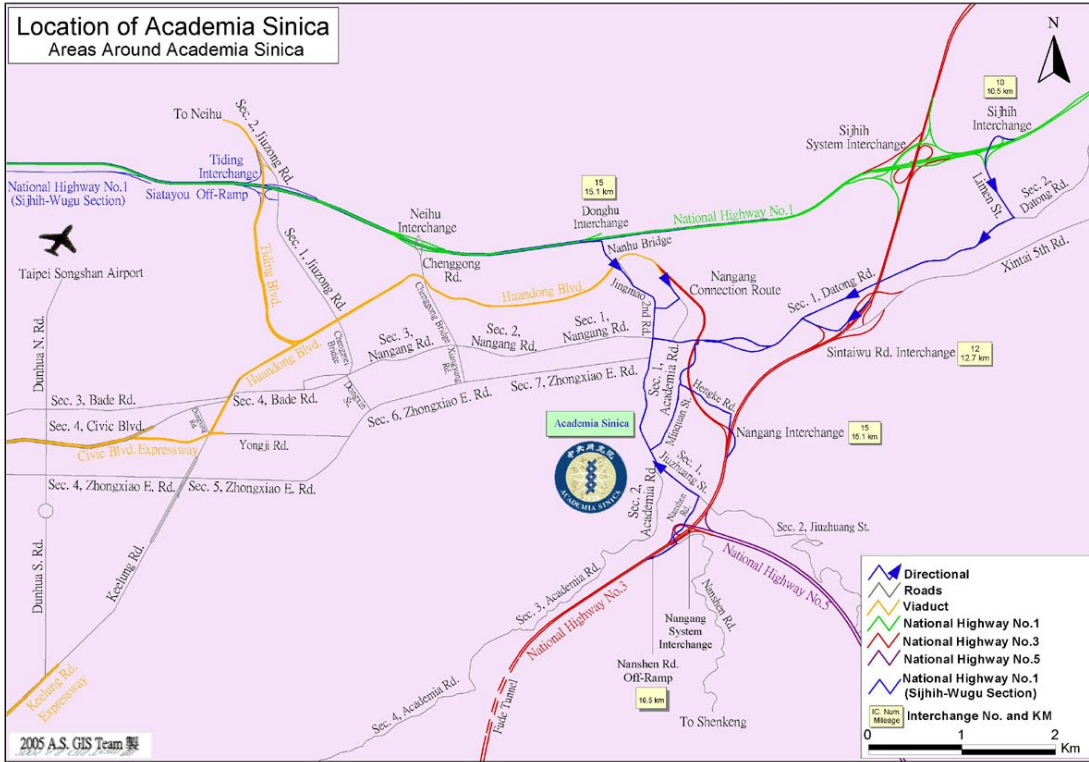 Location of Academia Sinica
Areas Around Academia Sinica
N
To Neihu
Sec. 2, Jiuzong Rd.
10
10.5 km
Sijhih
Interchange
Sijhih
System Interchange
Tiding
Interchange
National Highway No.1
(Sijhih-Wugu Section)
Siatayou Off-Ramp
15
15.1 km
Donghu
Interchange
National Highway No.1
Limen St.
Sec. 2,
Datong Rd.
Neihu
Interchange
Chenggong
Rd.
Nanhu Bridge
Xintai 5th Rd.
Taipei Songshan Airport
Tiding Blvd.
Sec. 1, Jiuzong Rd.
Chenggong Bridge
Huandong Blvd.
Jingmao
2nd Rd.
Nangang
Connection Route
Sec. 1, Datong Rd.
Dunhua N. Rd.
Huandong Blvd.
Chengmei
Bridge
Sec. 3,
Nangang Rd.
Xiangyang
Rd.
Sec. 2,
Nangang Rd.
Sec. 1,
Nangang Rd.
Sintaiwu Rd. Interchange
12
12.7 km
Sec. 3, Bade Rd.
Sec. 4, Bade Rd.
Dongxin
St.
Sec. 6, Zhongxiao E. Rd.
Sec. 7, Zhongxiao E. Rd.
Sec. 1,
Academia Rd.
Minquan St.
Hengke Rd.
Sec. 4, Civic Blvd.
Civic Blvd. Expressway
Yongji Rd.
Academia Sinica
中央研究院
ACADEMIA SINICA
Nangang Interchange
15
15.1 km
Sec. 4, Zhongxiao E. Rd.
Sec. 5, Zhongxiao E. Rd.
Sec. 1,
Jiuzhuang St.
Sec. 2,
Academia Rd.
Nanshen
Rd.
Sec. 2, Jiuzhuang St.
Keelung Rd.
Dunhua S. Rd.
National Highway No.5
Sec. 3, Academia Rd.
National Highway No.3
Nanshen Rd.
Nangang
System
Interchange
Nanshen Rd.
Off-Ramp
16.5 km
Sec. 4, Academia Rd.
Fude Tunnel
To Shenkeng
Keelung Rd.
Expressway
2005 A.S. GIS Team 製
Directional
Roads
Viaduct
National Highway No.1
National Highway No.3
National Highway No.5
National Highway No.1
(Sijhih-Wugu Section)
IC. Num.
Mileage
Interchange No. and KM
0 1 2
Km